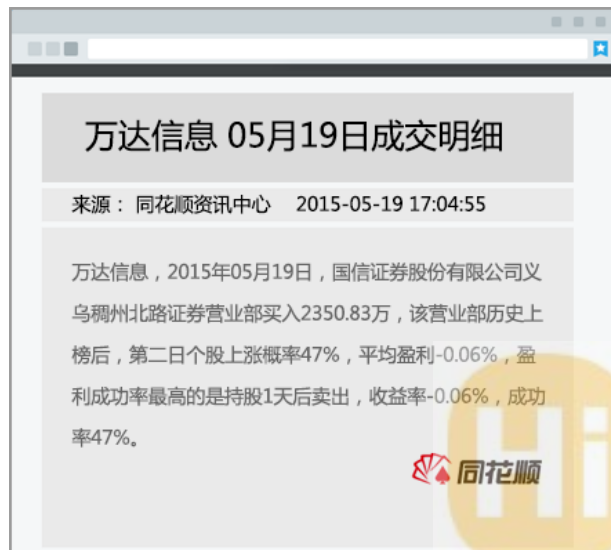 万达信息 05月19日成交明细
来源： 同花顺资讯中心 2015-05-19 17:04:55
万达信息，2015年05月19日，国信证券股份有限公司义
乌稠州北路证券营业部买入2350.83万，该营业部历史上
榜后，第二日个股上涨概率47%，平均盈利-0.06%，盈
利成功率最高的是持股1天后卖出，收益率-0.06%，成功
率47%。
同花顺
Hi